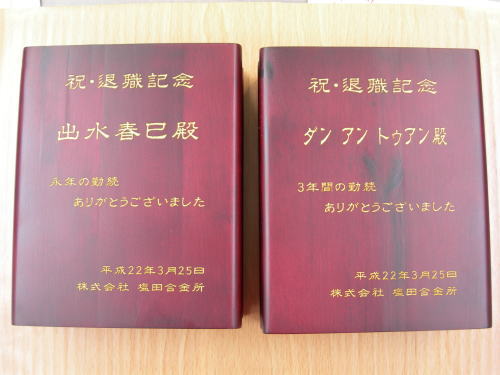 祝・退職記念
出水春巳殿
永年の勤続
ありがとうございました
平成22年3月25日
株式会社 塩田合金所
祝・退職記念
ダン アン トゥアン殿
3年間の勤続
ありがとうございました
平成22年3月25日
株式会社 塩田合金所